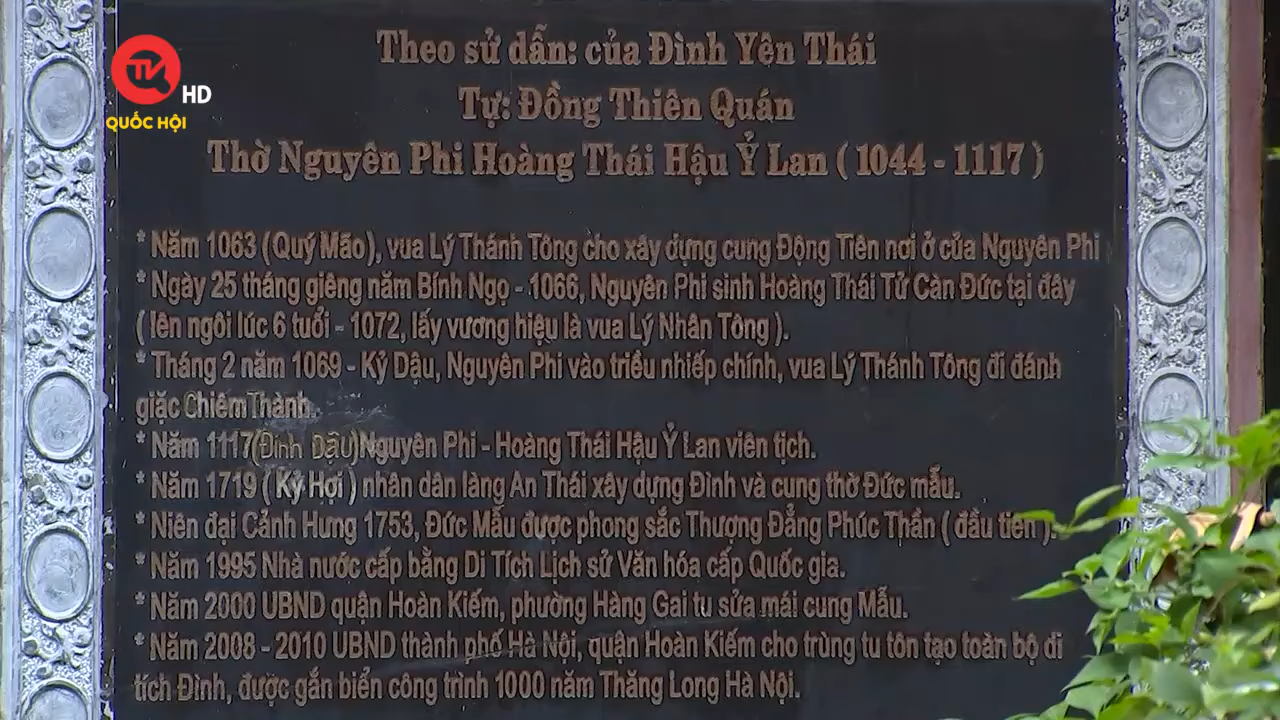 TV
HD
QUỐC HỘI
Theo sử dẫn: của Đình Yên Thái
Tự: Đồng Thiên Quán
Thờ Nguyên Phi Hoàng Thái Hậu Ỷ Lan ( 1044 - 1117 )
* Năm 1063 (Quý Mão), vua Lý Thánh Tông cho xây dựng cung Động Tiên nơi ở của Nguyên Phi
* Ngày 25 tháng giêng năm Bính Ngọ - 1066, Nguyên Phi sinh Hoàng Thái Tử Càn Đức tại đây
( lên ngôi lúc 6 tuổi - 1072, lấy vương hiệu là vua Lý Nhân Tông ).
* Tháng 2 năm 1069 - Kỷ Dậu, Nguyên Phi vào triều nhiếp chính, vua Lý Thánh Tông đi đánh
giặc Chiêm Thành.
* Năm 1117(Đinh Dậu)Nguyên Phi - Hoàng Thái Hậu Ỷ Lan viên tịch.
* Năm 1719 ( Kỷ Hợi ) nhân dân làng An Thái xây dựng Đình và cung thờ Đức mẫu.
* Niên đại Cảnh Hưng 1753, Đức Mẫu được phong sắc Thượng Đẳng Phúc Thần ( đầu tiên ).
* Năm 1995 Nhà nước cấp bằng Di Tích Lịch sử Văn hóa cấp Quốc gia.
* Năm 2000 UBND quận Hoàn Kiếm, phường Hàng Gai tu sửa mái cung Mẫu.
* Năm 2008 - 2010 UBND thành phố Hà Nội, quận Hoàn Kiếm cho trùng tu tôn tạo toàn bộ di
tích Đình, được gắn biển công trình 1000 năm Thăng Long Hà Nội.